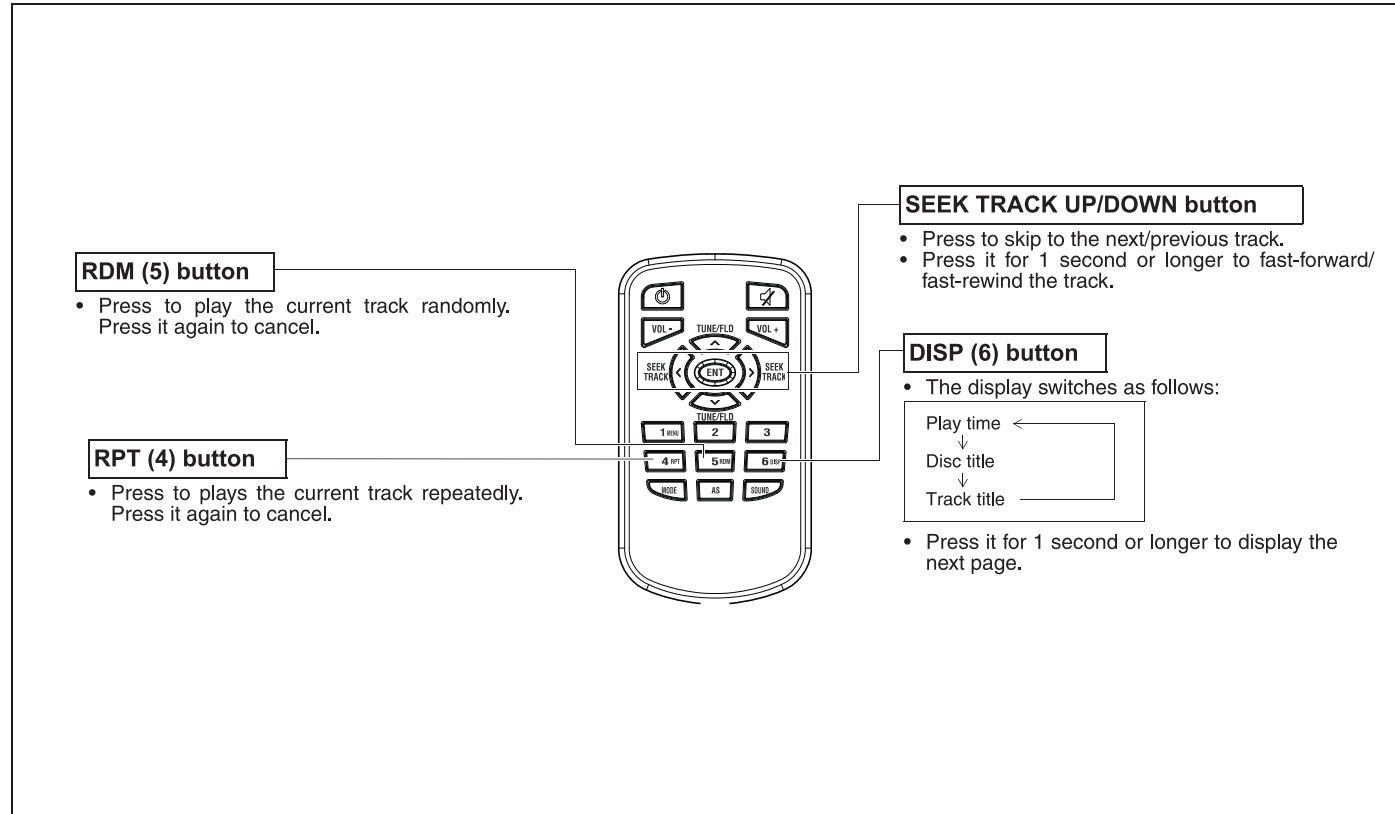 RDM (5) button
• Press to play the current track randomly.
Press it again to cancel.
RPT (4) button
• Press to plays the current track repeatedly.
Press it again to cancel.
VOL -
TUNE/FLD
VOL +
SEEK
TRACK
ENT
SEEK
TRACK
TUNE/FLD
1 MENU
2
3
4 RPT
5 RDM
6 DISP
MODE
AS
SOUND
SEEK TRACK UP/DOWN button
• Press to skip to the next/previous track.
• Press it for 1 second or longer to fast-forward/
fast-rewind the track.
DISP (6) button
• The display switches as follows:
Play time
Disc title
Track title
• Press it for 1 second or longer to display the
next page.